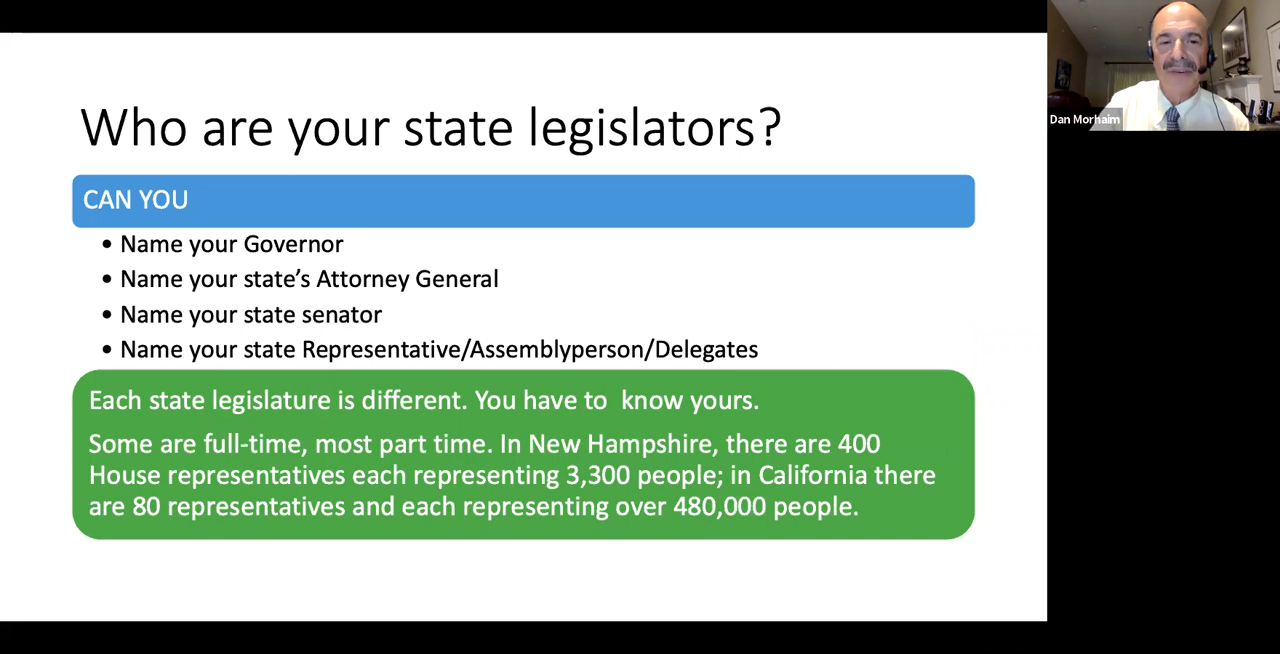 Who are your state legislators?
CAN YOU
• Name your Governor
• Name your state’s Attorney General
• Name your state senator
• Name your state Representative/Assemblyperson/Delegates
Each state legislature is different. You have to  know yours.
Some are full-time, most part time. In New Hampshire, there are 400
House representatives each representing 3,300 people; in California there
are 80 representatives and each representing over 480,000 people.
Dan Morhaim